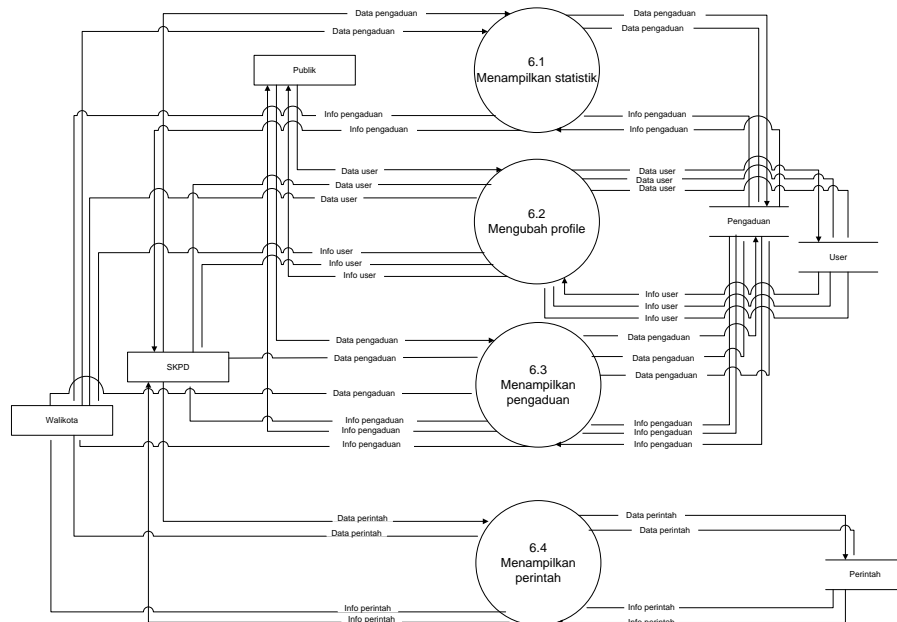 Data pengaduan
Data pengaduan
Data pengaduan
Data pengaduan
6.1
Menampilkan statistik
Publik
Info pengaduan
Info pengaduan
Info pengaduan
Info pengaduan
Data user
Data user
Data user
Data user
Data user
Data user
6.2
Mengubah profile
Pengaduan
User
Info user
Info user
Info user
Info user
Info user
Info user
6.3
Menampilkan
pengaduan
Data pengaduan
Data pengaduan
Data pengaduan
Data pengaduan
Data pengaduan
Data pengaduan
SKPD
Walikota
Info pengaduan
Info pengaduan
Info pengaduan
Info pengaduan
Info pengaduan
Info pengaduan
Data perintah
Data perintah
Data perintah
Data perintah
6.4
Menampilkan
perintah
Perintah
Info perintah
Info perintah
Info perintah
Info perintah